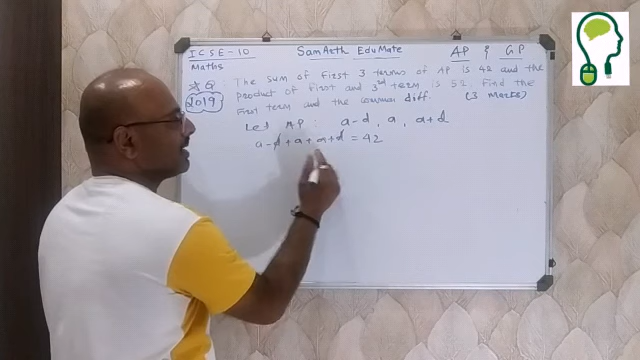 ICSE-10 SamArth EduMate AP & GP
Maths
Q: The sum of first 3 terms of AP is 42 and the
2019 product of first and 3rd term is 52. Find the
First term and the common diff. (3 Marks)
Let AP: a-d, a, a+d
a-d+a+a+d = 42